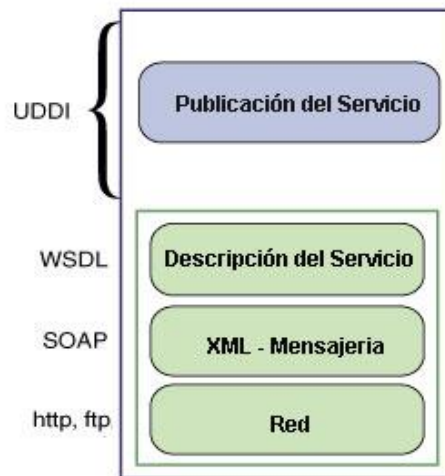 UDDI
Publicación del Servicio
WSDL
Descripción del Servicio
SOAP
XML - Mensajeria
http, ftp
Red